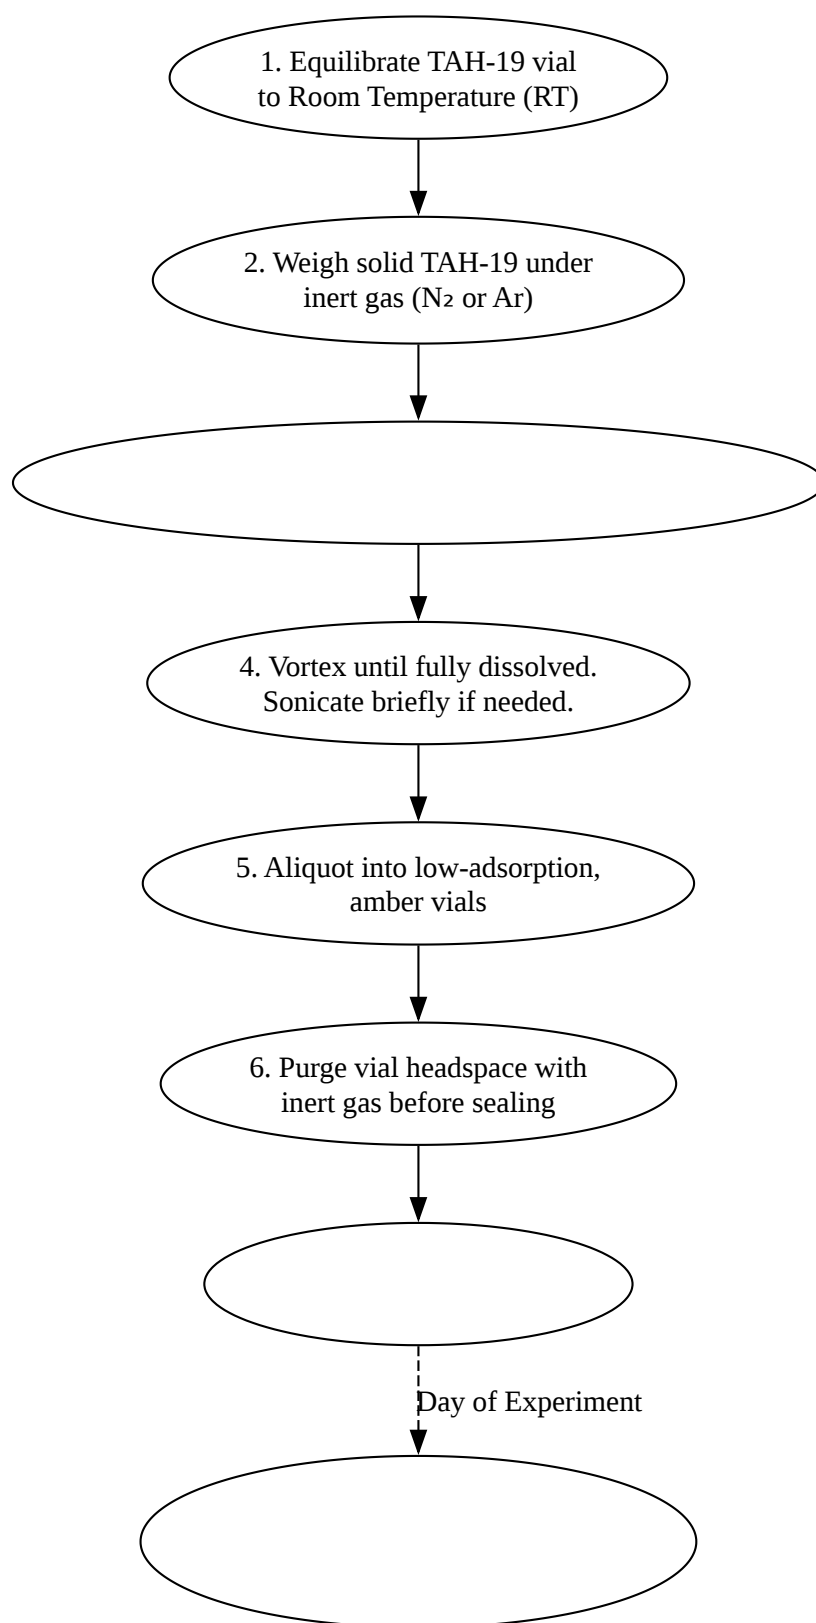 1. Equilibrate TAH-19 vial
to Room Temperature (RT)
2. Weigh solid TAH-19 under
inert gas (N₂ or Ar)
4. Vortex until fully dissolved.
Sonicate briefly if needed.
5. Aliquot into low-adsorption,
amber vials
6. Purge vial headspace with
inert gas before sealing
Day of Experiment